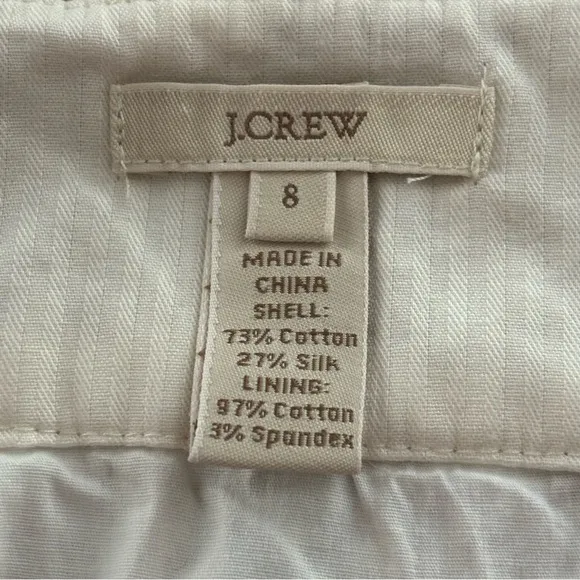 J.CREW
8
MADE IN
CHINA
SHELL:
73% Cotton
27% Silk
LINING:
97% Cotton
3% Spandex